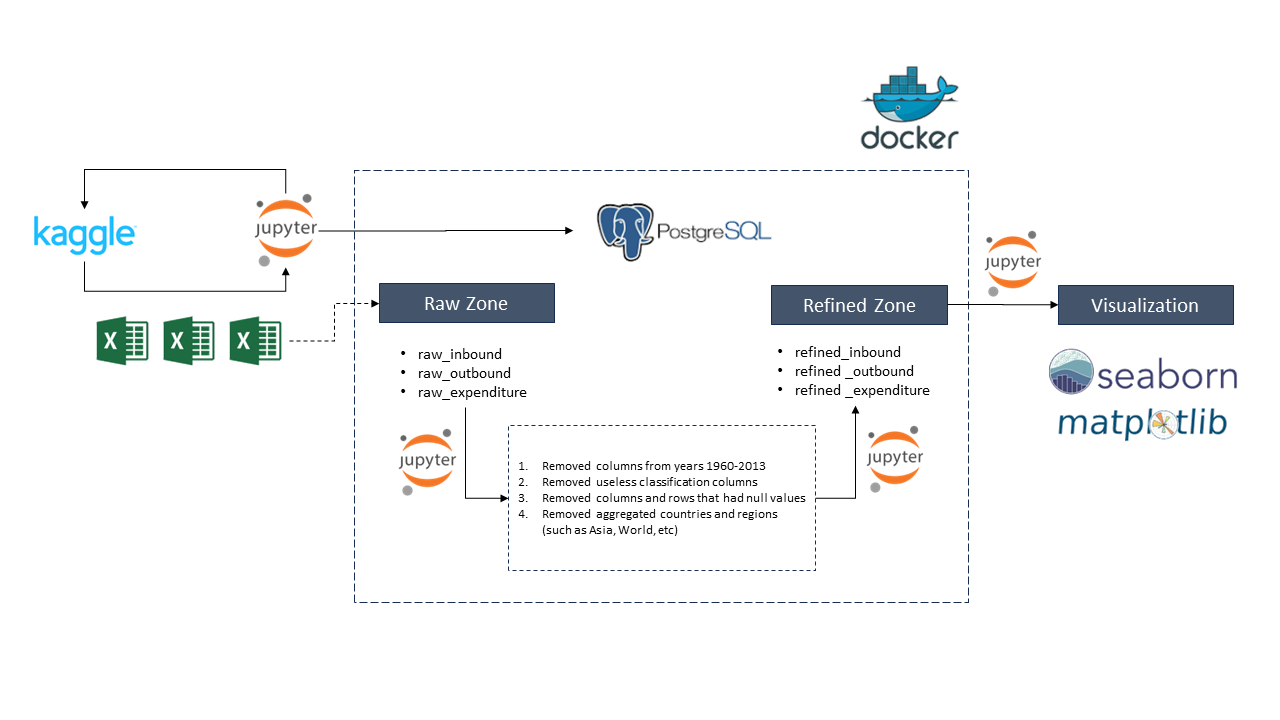 docker
kaggle
jupyter
PostgreSQL
jupyter
Raw Zone
Refined Zone
Visualization
X
X
X
• raw_inbound
• raw_outbound
• raw_expenditure
• refined_inbound
• refined _outbound
• refined _expenditure
seaborn
matplotlib
jupyter
jupyter
1. Removed columns from years 1960-2013
2. Removed useless classification columns
3. Removed columns and rows that had null values
4. Removed aggregated countries and regions
(such as Asia, World, etc)